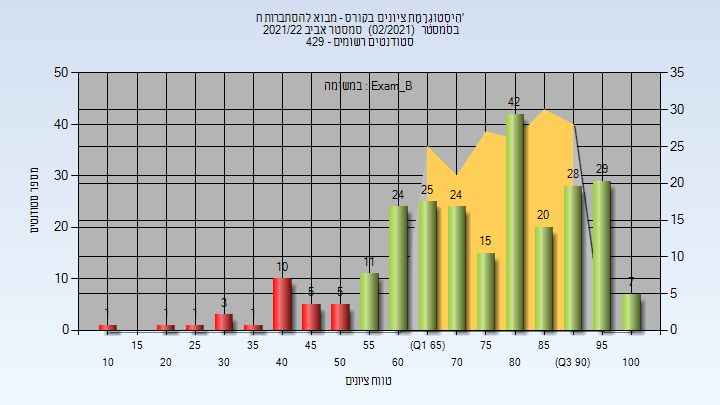 היסטוגרמת ציונים בקורס - מבוא להסתברות ח'
בסמסטר (02/2021) סמסטר אביב 2021/22
סטודנטים רשומים - 429
במשימה : Exam_B
מספר סטודנטים
50 40 30 20 10 0
35 30 25 20 15 10 5 0
1 1 1 3 1 10 5 5 11 24 25 24 15 42 20 28 29 7
15 25 35 45 55 (Q1 65) 75 85 95
10 20 30 40 50 60 70 80 (Q3 90) 100
טווח ציונים